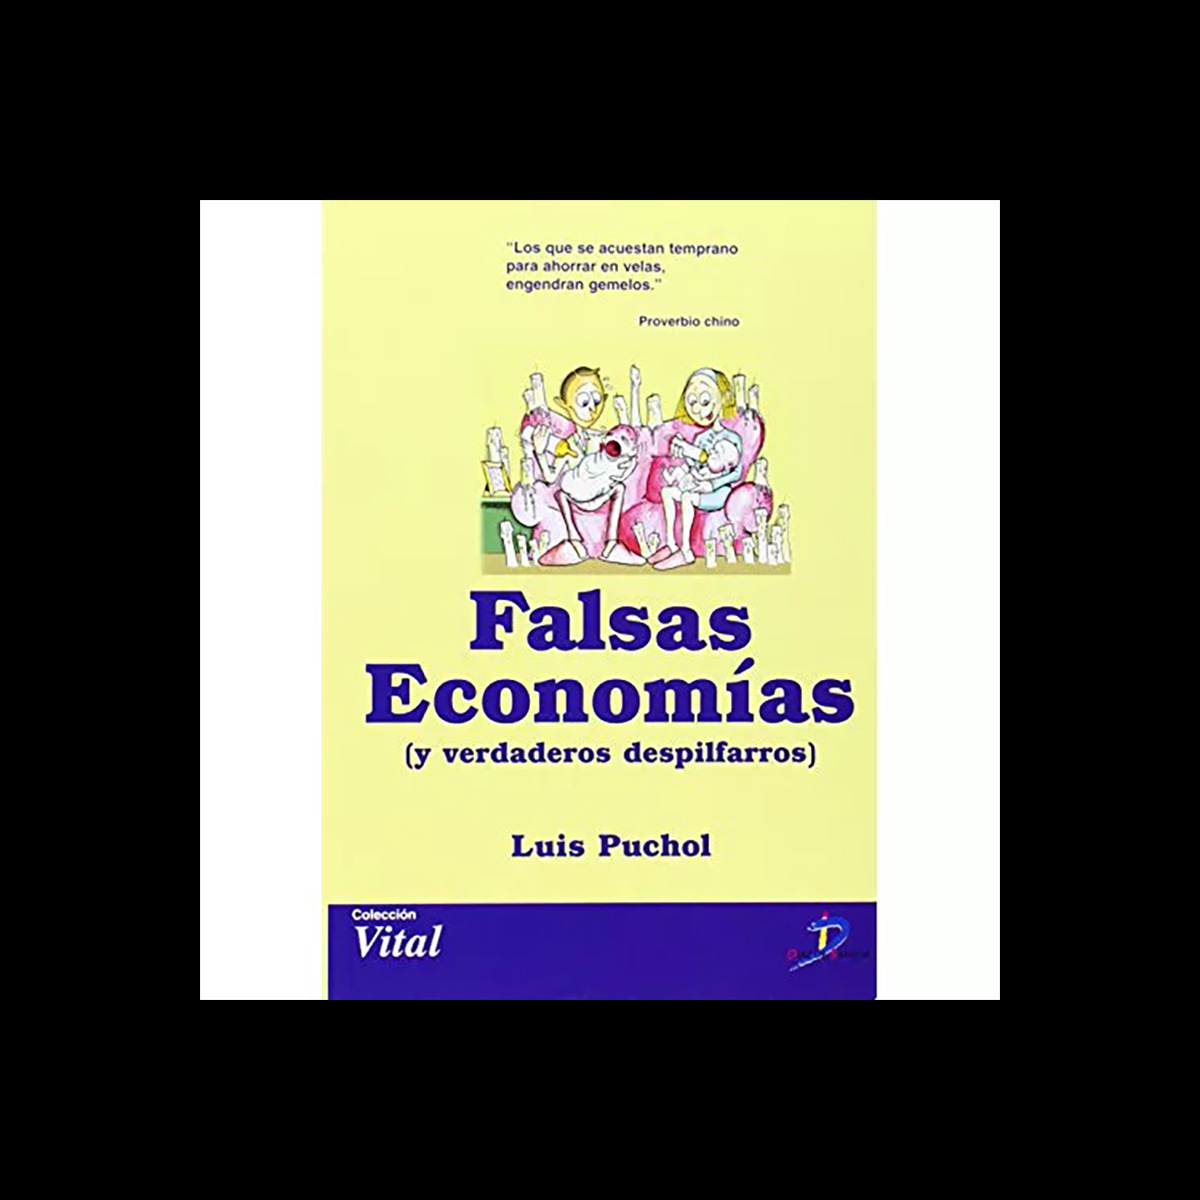 "Los que se acuestan temprano
para ahorrar en velas,
engendran gemelos."
Proverbio chino
Falsas
Economías
(y verdaderos despilfarros)
Luis Puchol
Colección
Vital